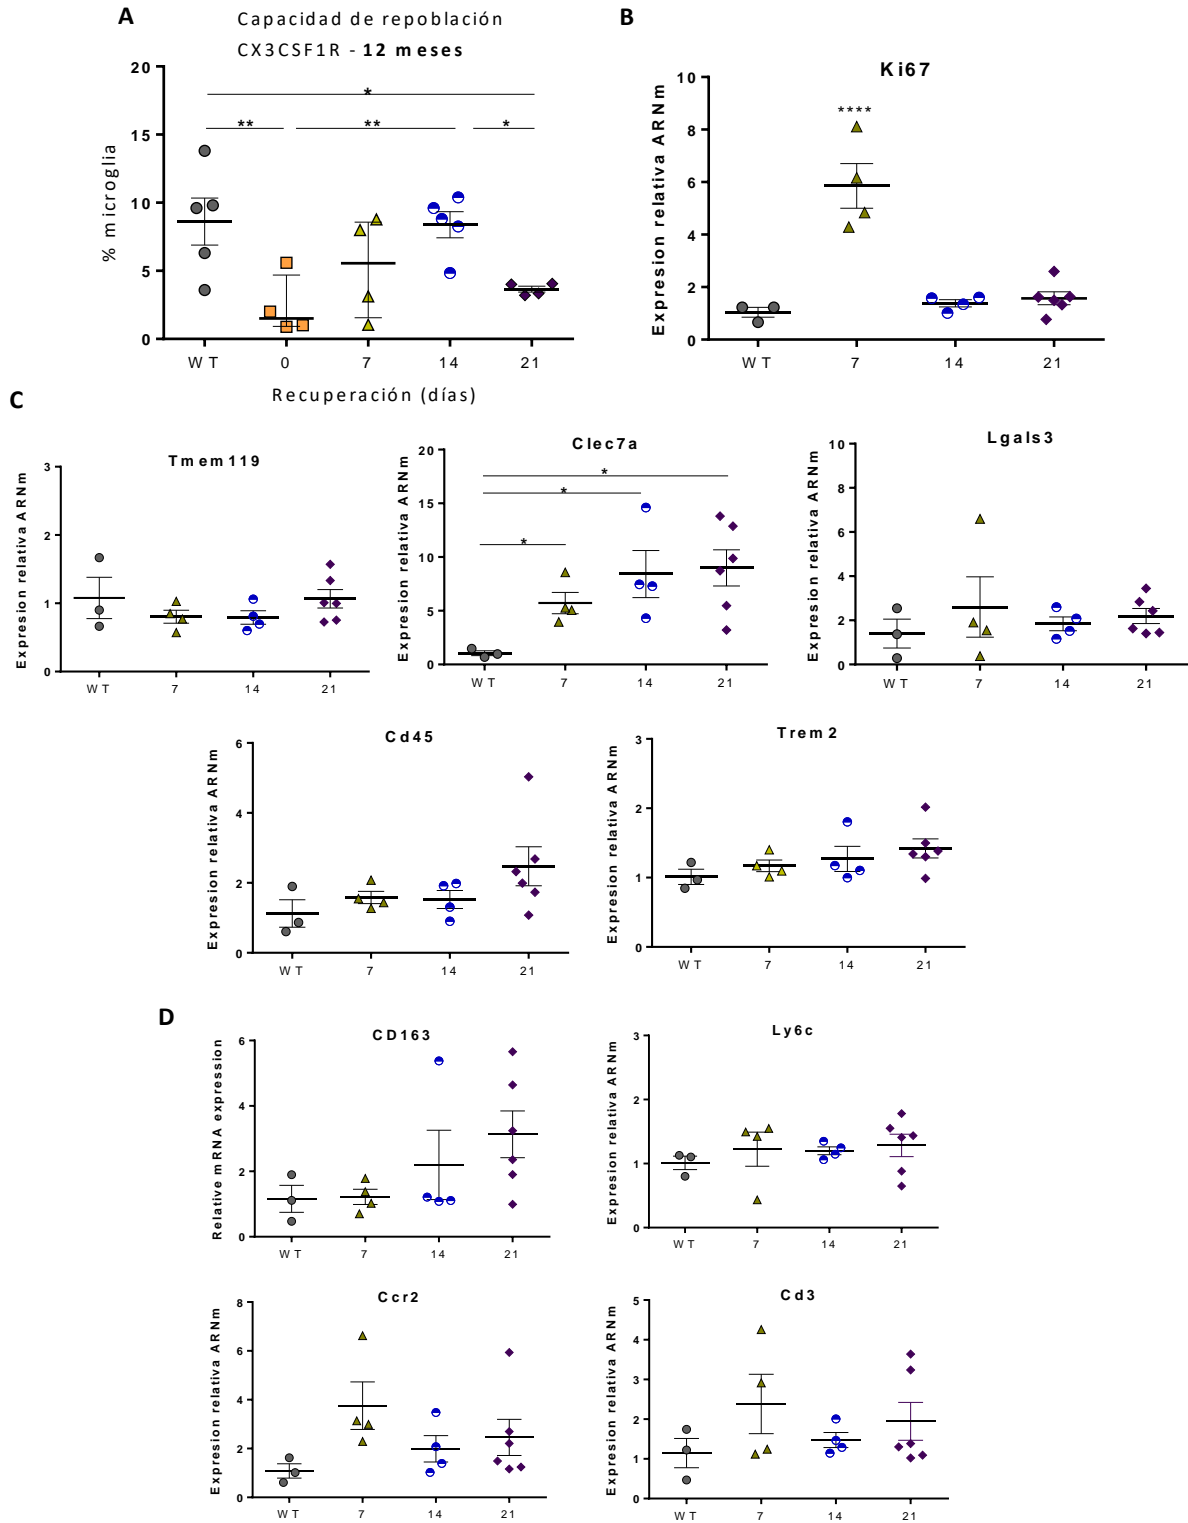 A
Capacidad de repoblación
CX3CSF1R - 12 meses
% microglia
20
15
10
5
0
*
**
**
*
WT 0 7 14 21
Recuperación (días)
B
Ki67
Expresion relativa ARNm
10
8
6
4
2
0
****
WT 7 14 21
C
Tmem119
Expresion relativa ARNm
3
2
1
0
WT 7 14 21
Clec7a
Expresion relativa ARNm
20
15
10
5
0
*
*
*
WT 7 14 21
Lgals3
Expresion relativa ARNm
10
8
6
4
2
0
WT 7 14 21
Cd45
Expresion relativa ARNm
6
4
2
0
WT 7 14 21
Trem2
Expresion relativa ARNm
3
2
1
0
WT 7 14 21
D
CD163
Relative mRNA expression
6
4
2
0
WT 7 14 21
Ly6c
Expresion relativa ARNm
3
2
1
0
WT 7 14 21
Ccr2
Expresion relativa ARNm
8
6
4
2
0
WT 7 14 21
Cd3
Expresion relativa ARNm
5
4
3
2
1
0
WT 7 14 21